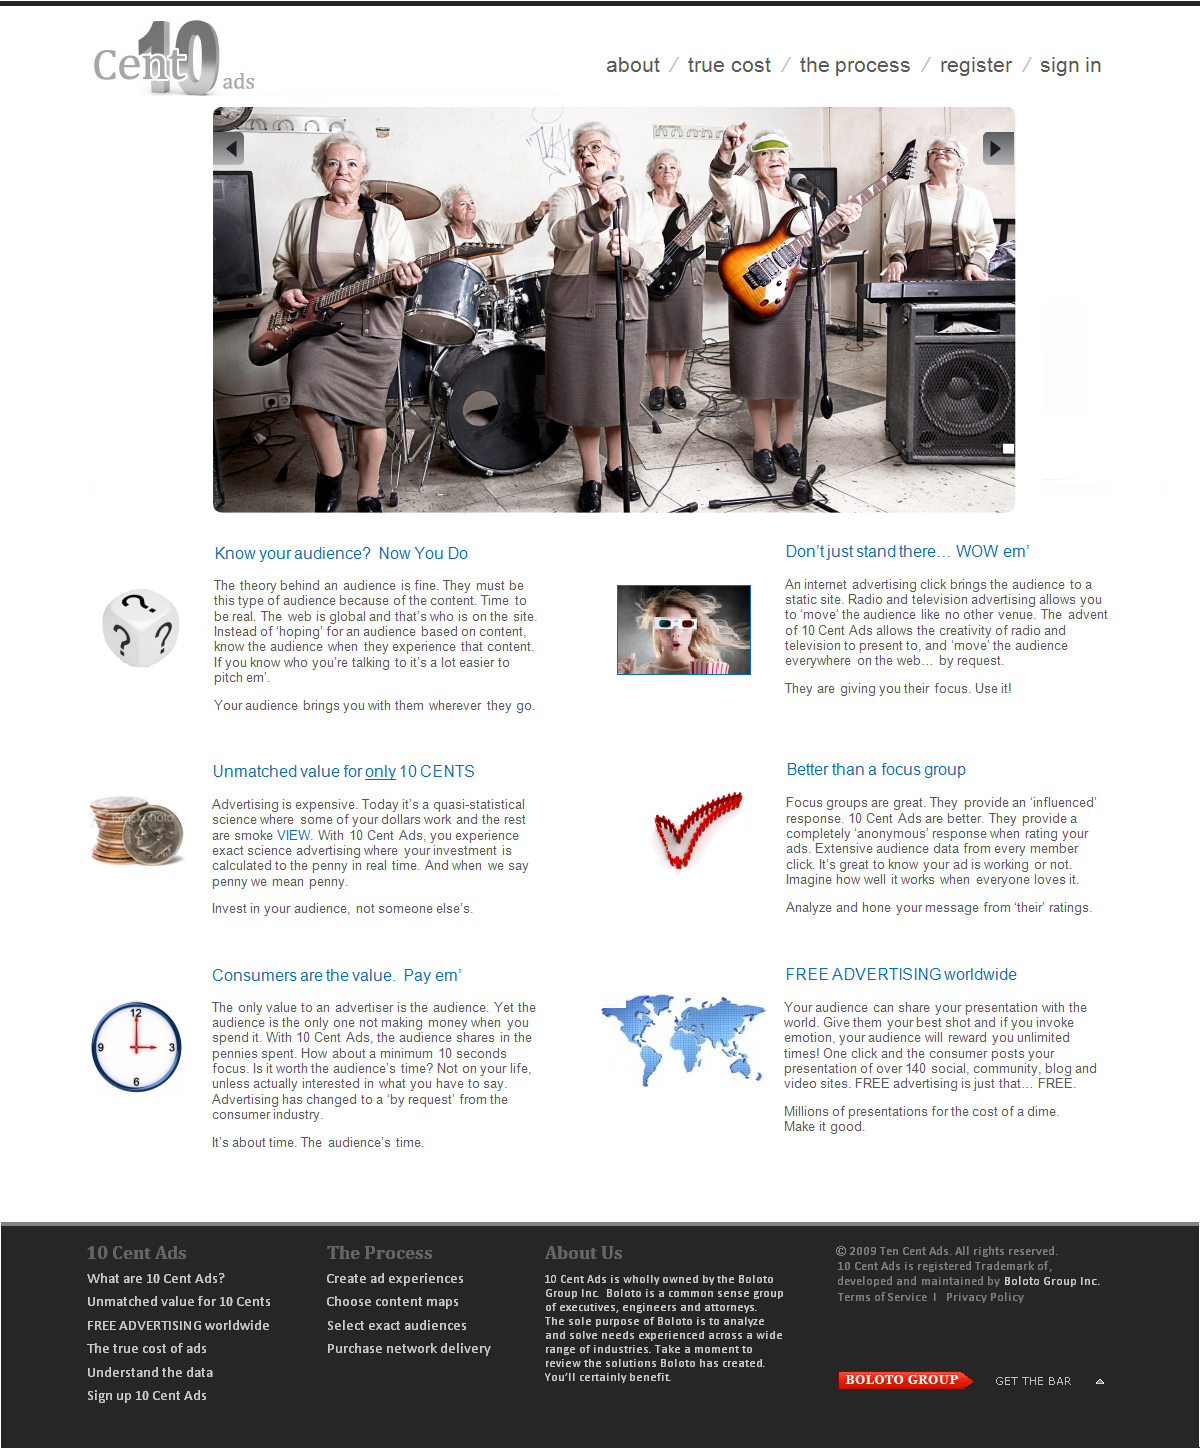 Cent 10 ads
about / true cost / the process / register / sign in
Know your audience?  Now You Do
The theory behind an audience is fine. They must be
this type of audience because of the content. Time to
be real. The web is global and that’s who is on the site.
Instead of ‘hoping’ for an audience based on content,
know the audience when they experience that content.
If you know who you’re talking to it’s a lot easier to
pitch em’.
Your audience brings you with them wherever they go.
Don’t just stand there… WOW em’
An internet advertising click brings the audience to a
static site. Radio and television advertising allows you
to ‘move’ the audience like no other venue. The advent
of 10 Cent Ads allows the creativity of radio and
television to present to, and ‘move’ the audience
everywhere on the web… by request.
They are giving you their focus. Use it!
Unmatched value for only 10 CENTS
Advertising is expensive. Today it’s a quasi-statistical
science where some of your dollars work and the rest
are smoke VIEW. With 10 Cent Ads, you experience
exact science advertising where your investment is
calculated to the penny in real time. And when we say
penny we mean penny.
Invest in your audience, not someone else’s.
Better than a focus group
Focus groups are great. They provide an ‘influenced’
response. 10 Cent Ads are better. They provide a
completely ‘anonymous’ response when rating your
ads. Extensive audience data from every member
click. It’s great to know your ad is working or not.
Imagine how well it works when everyone loves it.
Analyze and hone your message from ‘their’ ratings.
Consumers are the value.  Pay em’
The only value to an advertiser is the audience. Yet the
audience is the only one not making money when you
spend it. With 10 Cent Ads, the audience shares in the
pennies spent. How about a minimum 10 seconds
focus. Is it worth the audience’s time? Not on your life,
unless actually interested in what you have to say.
Advertising has changed to a ‘by request’ from the
consumer industry.
It’s about time. The audience’s time.
12
9 3
6
FREE ADVERTISING worldwide
Your audience can share your presentation with the
world. Give them your best shot and if you invoke
emotion, your audience will reward you unlimited
times! One click and the consumer posts your
presentation of over 140 social, community, blog and
video sites. FREE advertising is just that… FREE.
Millions of presentations for the cost of a dime.
Make it good.
10 Cent Ads
What are 10 Cent Ads?
Unmatched value for 10 Cents
FREE ADVERTISING worldwide
The true cost of ads
Understand the data
Sign up 10 Cent Ads
The Process
Create ad experiences
Choose content maps
Select exact audiences
Purchase network delivery
About Us
10 Cent Ads is wholly owned by the Boloto
Group Inc.  Boloto is a common sense group
of executives, engineers and attorneys.
The sole purpose of Boloto is to analyze
and solve needs experienced across a wide
range of industries. Take a moment to
review the solutions Boloto has created.
You’ll certainly benefit.
© 2009 Ten Cent Ads. All rights reserved.
10 Cent Ads is registered Trademark of,
developed and maintained by Boloto Group Inc.
Terms of Service  I  Privacy Policy
BOLOTO GROUP
GET THE BAR